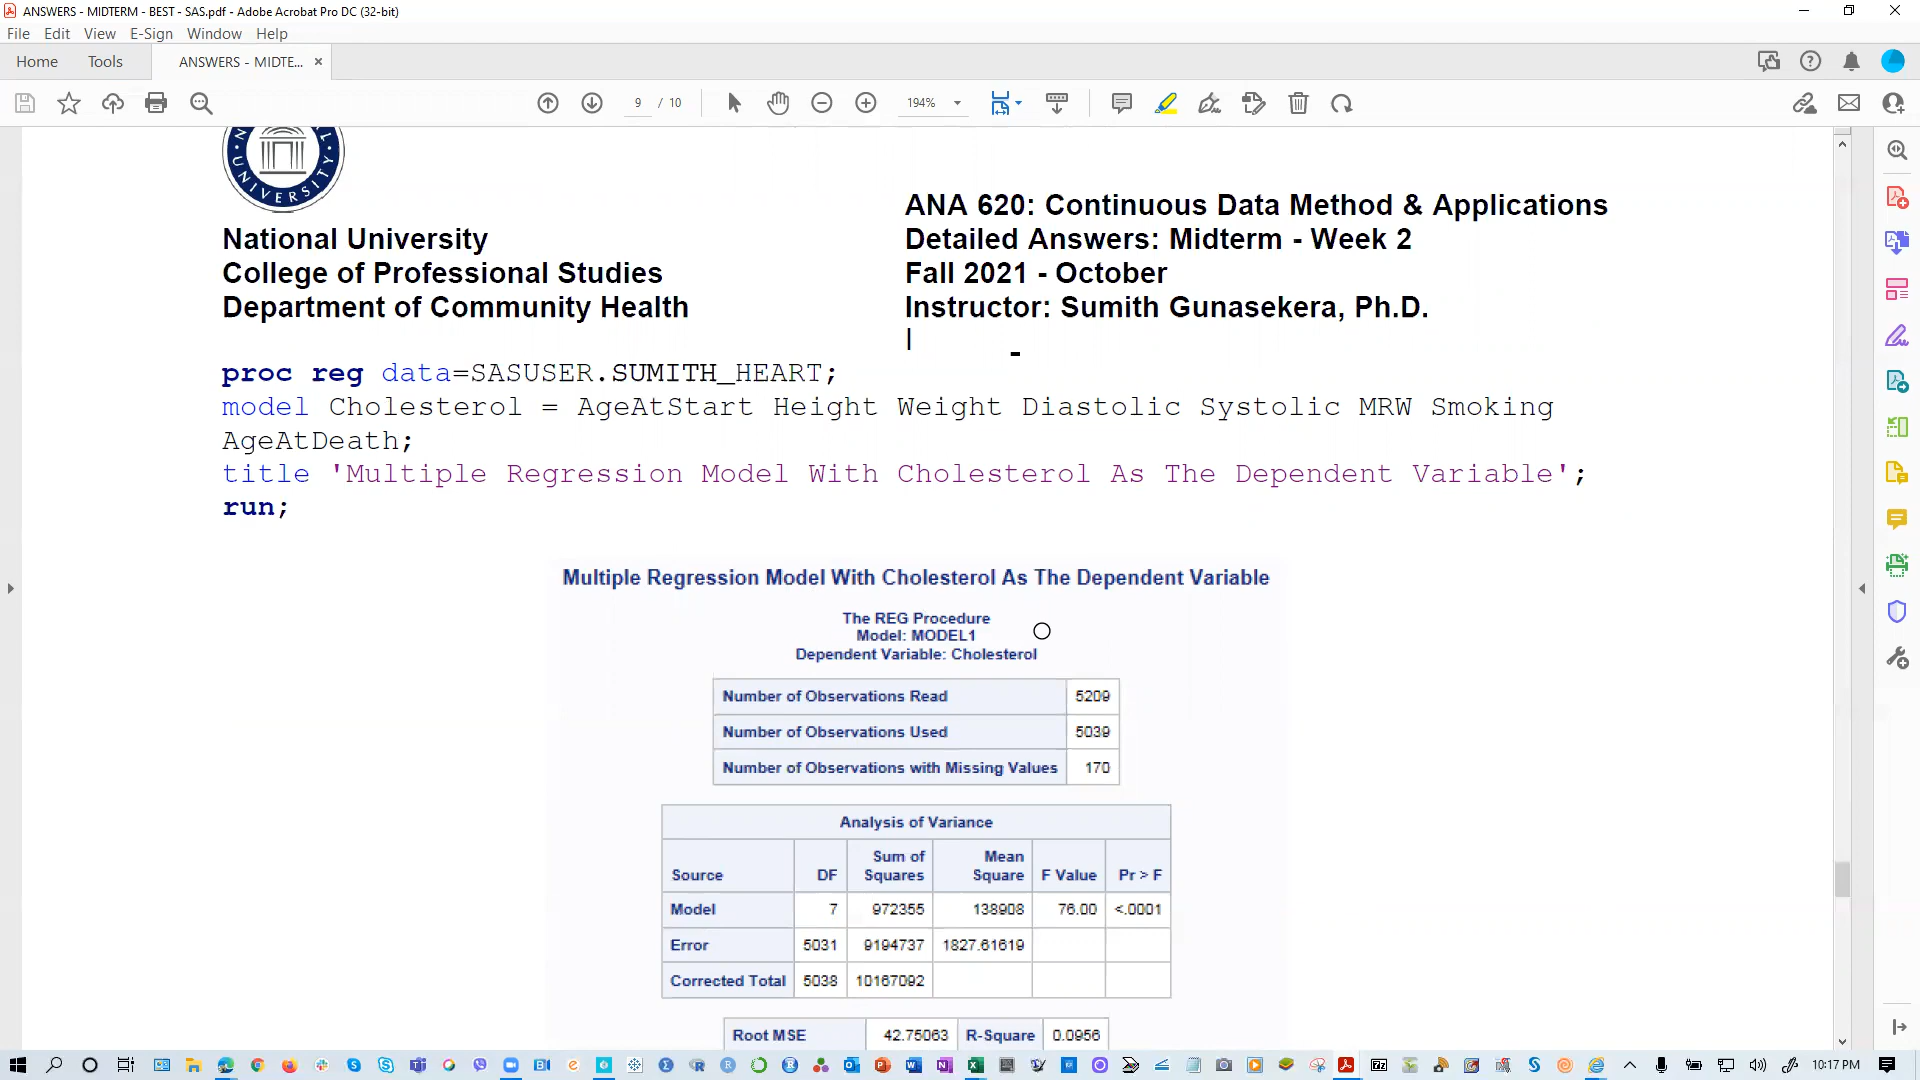 ANSWERS - MIDTERM - BEST - SAS.pdf - Adobe Acrobat Pro DC (32-bit)
File Edit View E-Sign Window Help
Home Tools ANSWERS - MIDTE... ×
9 / 10 194%
UNIVERSITY
National University
College of Professional Studies
Department of Community Health
ANA 620: Continuous Data Method & Applications
Detailed Answers: Midterm - Week 2
Fall 2021 - October
Instructor: Sumith Gunasekera, Ph.D.
proc reg data=SASUSER.SUMITH_HEART;
model Cholesterol = AgeAtStart Height Weight Diastolic Systolic MRW Smoking
AgeAtDeath;
title 'Multiple Regression Model With Cholesterol As The Dependent Variable';
run;
Multiple Regression Model With Cholesterol As The Dependent Variable
The REG Procedure
Model: MODEL1
Dependent Variable: Cholesterol
Number of Observations Read 5209
Number of Observations Used 5039
Number of Observations with Missing Values 170
Analysis of Variance
Source DF Sum of Squares Mean Square F Value Pr > F
Model 7 972355 138908 76.00 <.0001
Error 5031 9194737 1827.61619
Corrected Total 5038 10167092
Root MSE 42.75063 R-Square 0.0956
10:17 PM